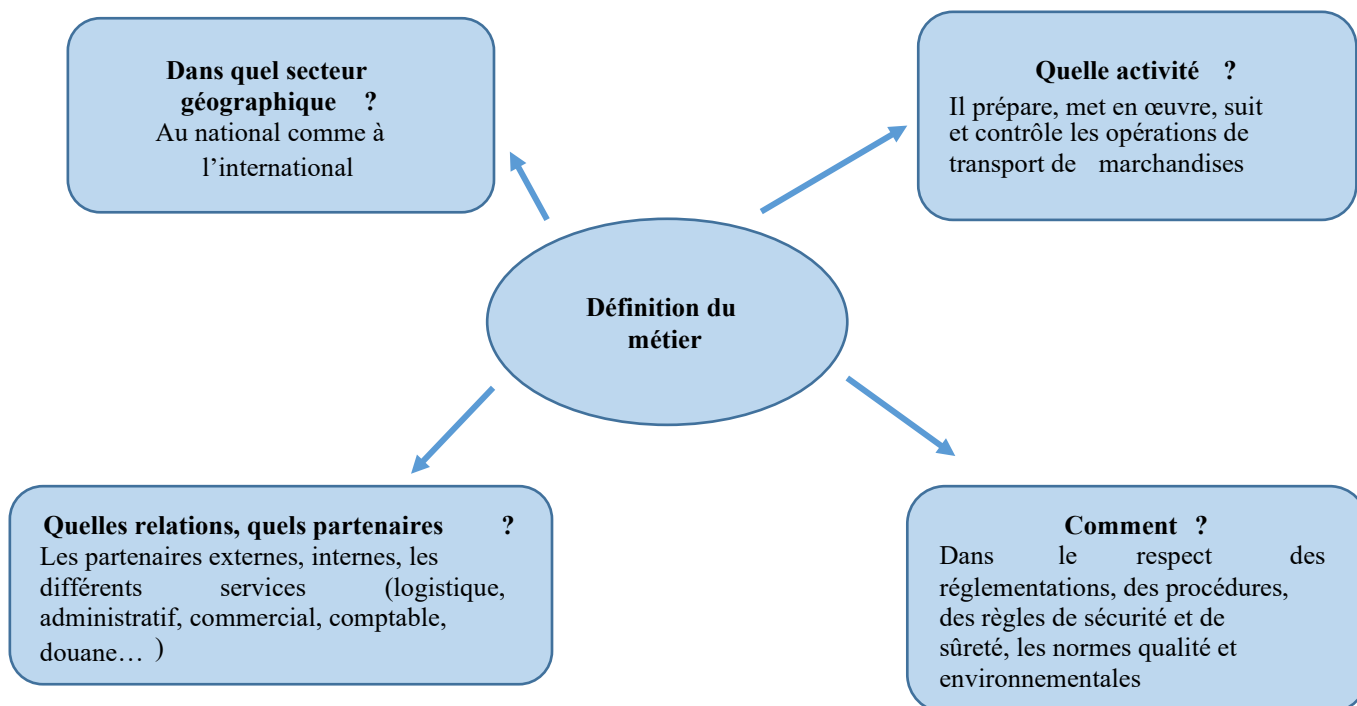 Dans quel secteur
géographique ?
Au national comme à
l’international
Quelle activité ?
Il prépare, met en œuvre, suit
et contrôle les opérations de
transport de marchandises
Définition du
métier
Quelles relations, quels partenaires ?
Les partenaires externes, internes, les
différents services (logistique,
administratif, commercial, comptable,
douane… )
Comment ?
Dans le respect des
réglementations, des procédures,
des règles de sécurité et de
sûreté, les normes qualité et
environnementales